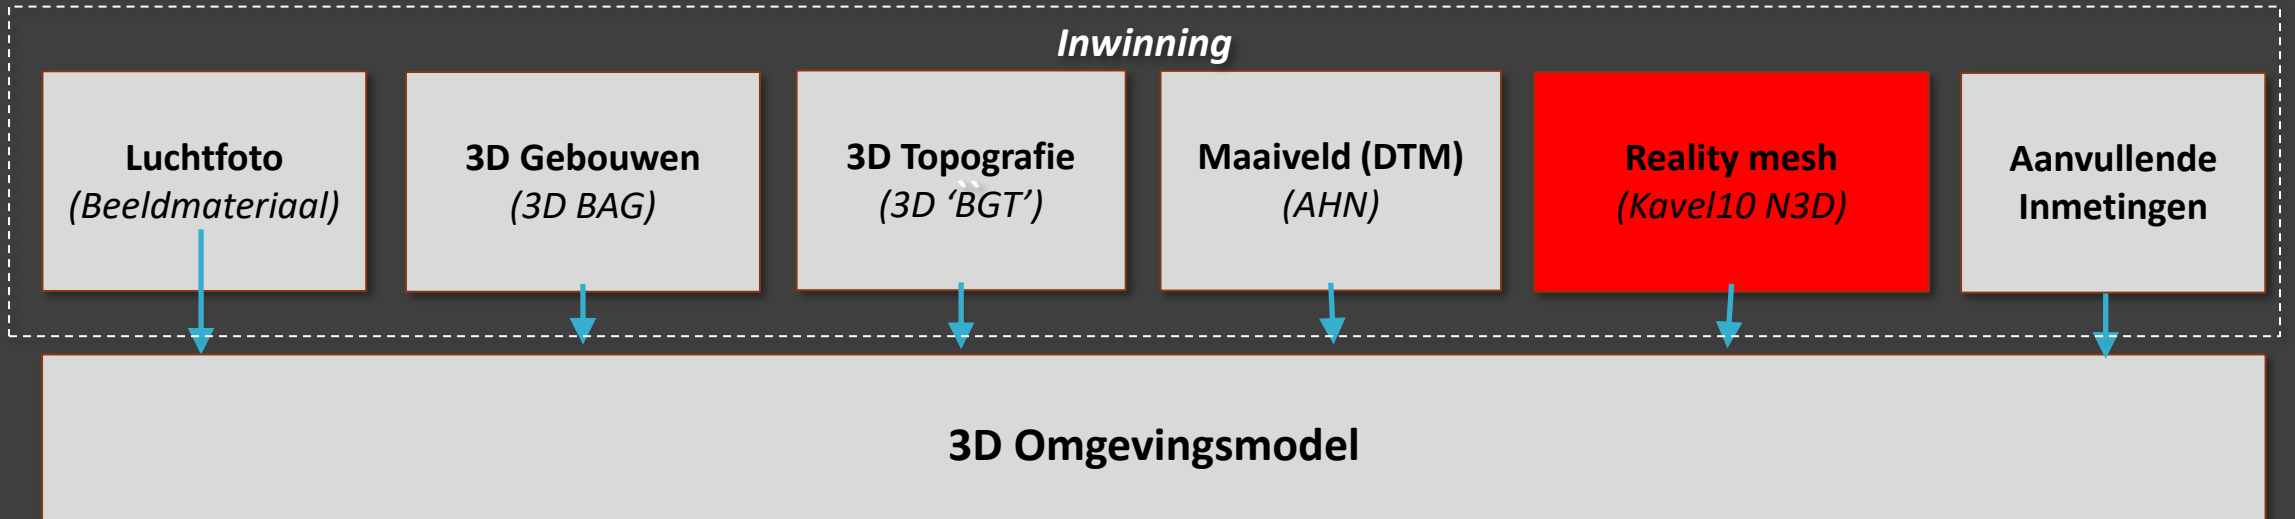 Inwinning
Luchtfoto
(Beeldmateriaal)
3D Gebouwen
(3D BAG)
3D Topografie
(3D ‘BGT’)
Maaiveld (DTM)
(AHN)
Reality mesh
(Kavel10 N3D)
Aanvullende
Inmetingen
3D Omgevingsmodel